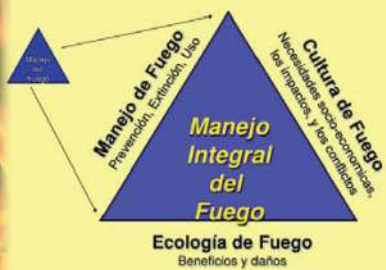 Manejo
del
Fuego
Manejo de Fuego
Prevención, Extinción, Uso
Cultura de Fuego
Necesidades socio-economicas,
los impactos, y los conflictos
Manejo
Integral
del
Fuego
Ecología de Fuego
Beneficios y daños